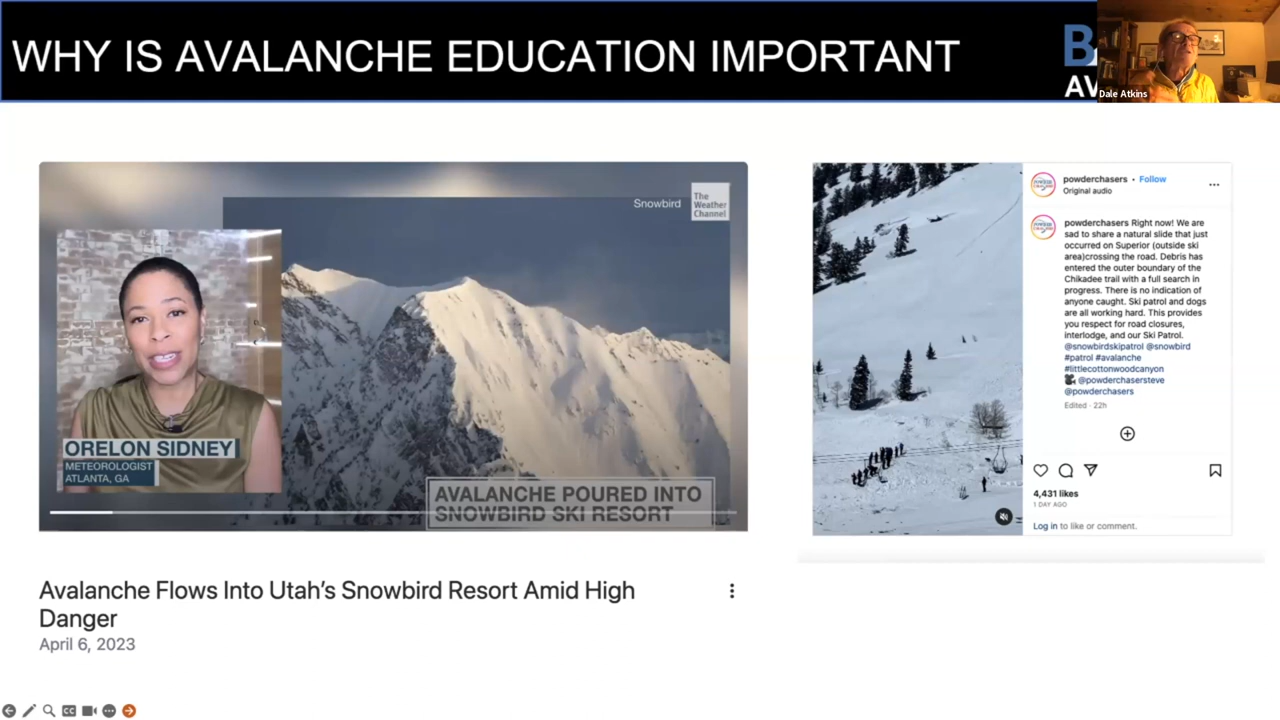 WHY IS AVALANCHE EDUCATION IMPORTANT
B
AV
Dale Atkins
Snowbird
The
Weather
Channel
ORELON SIDNEY
METEOROLOGIST
ATLANTA, GA
AVALANCHE POURED INTO
SNOWBIRD SKI RESORT
Avalanche Flows Into Utah’s Snowbird Resort Amid High
Danger
April 6, 2023
powderchasers • Follow
Original audio
powderchasers Right now! We are
sad to share a natural slide that just
occurred on Superior (outside ski
area)crossing the road. Debris has
entered the outer boundary of the
Chikadee trail with a full search in
progress. There is no indication of
anyone caught. Ski patrol and dogs
are all working hard. This provides
you respect for road closures,
interlodge, and our Ski Patrol.
@snowbirdskipatrol @snowbird
#patrol #avalanche
#littlecottonwoodcanyon
@powderchasersteve
@powderchasers
Edited · 22h
4,431 likes
1 DAY AGO
Log in to like or comment.
CC